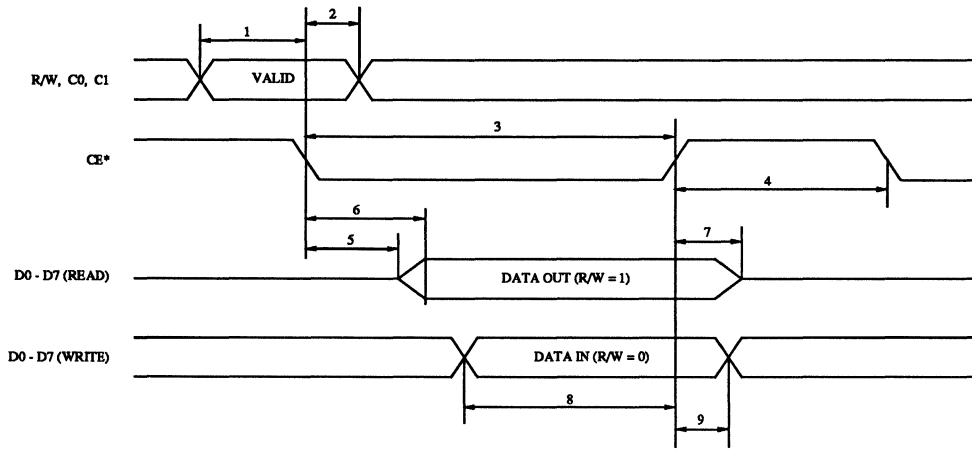 1
2
R/W, C0, C1
VALID
3
CE*
4
6
5
7
D0 - D7 (READ)
DATA OUT (R/W = 1)
D0 - D7 (WRITE)
DATA IN (R/W = 0)
8
9